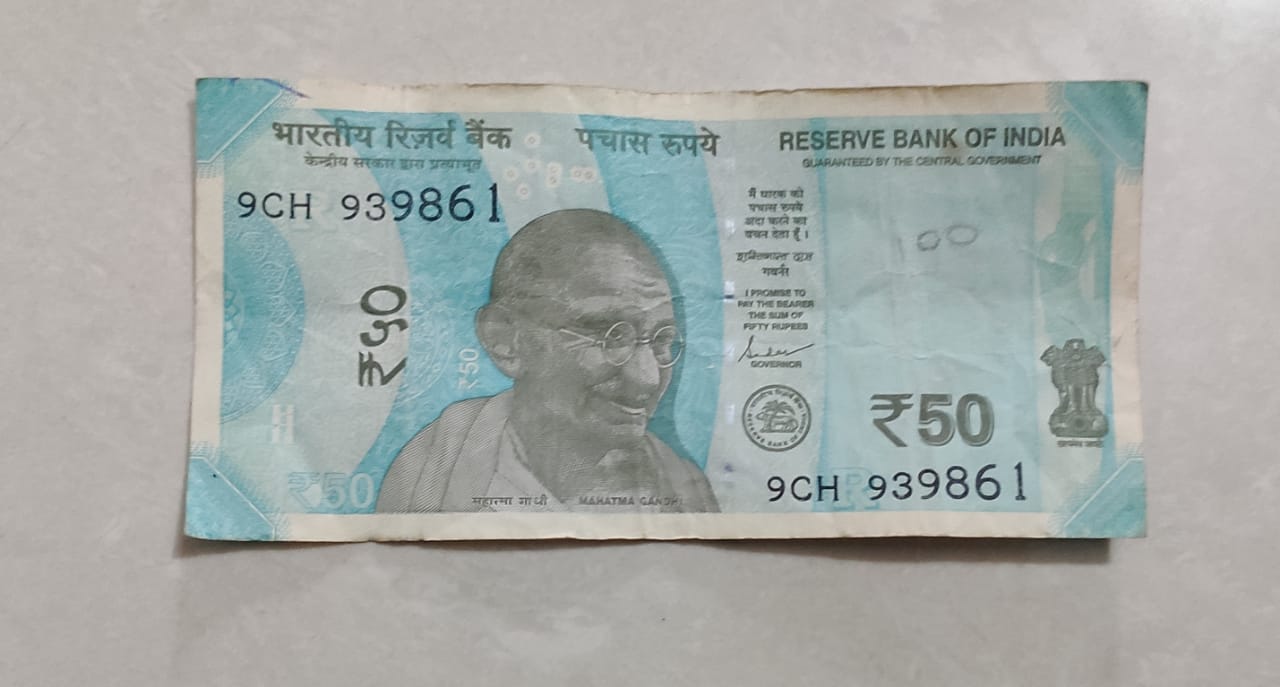 भारतीय रिज़र्व बैंक
केन्द्रीय सरकार द्वारा प्रत्याभूत
9CH 939861
पचास रुपये
RESERVE BANK OF INDIA
GUARANTEED BY THE CENTRAL GOVERNMENT
₹५०
₹50
₹50
महात्मा गांधी MAHATMA GANDHI
मैं धारक को
पचास रुपये
अदा करने का
वचन देता हूँ।
शक्तिकान्त दास
गवर्नर
I PROMISE TO
PAY THE BEARER
THE SUM OF
FIFTY RUPEES
GOVERNOR
100
₹50
9CH 939861
सत्यमेव जयते